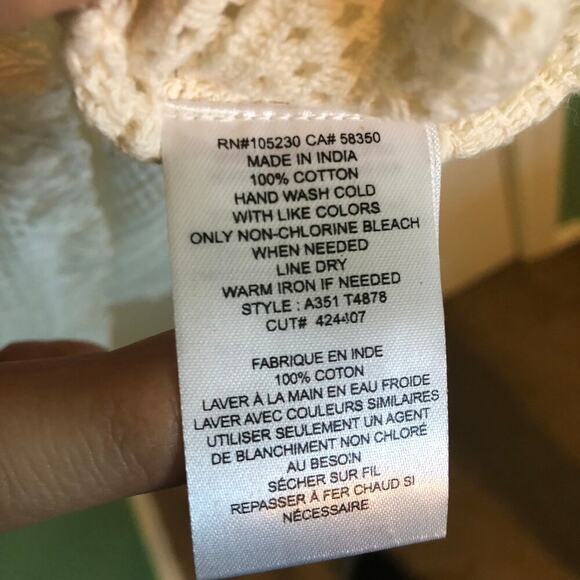 RN#105230 CA# 58350
MADE IN INDIA
100% COTTON
HAND WASH COLD
WITH LIKE COLORS
ONLY NON-CHLORINE BLEACH
WHEN NEEDED
LINE DRY
WARM IRON IF NEEDED
STYLE : A351 T4878
CUT# 424407
FABRIQUE EN INDE
100% COTON
LAVER À LA MAIN EN EAU FROIDE
LAVER AVEC COULEURS SIMILAIRES
UTILISER SEULEMENT UN AGENT
DE BLANCHIMENT NON CHLORÉ
AU BESOIN
SÉCHER SUR FIL
REPASSER À FER CHAUD SI
NÉCESSAIRE